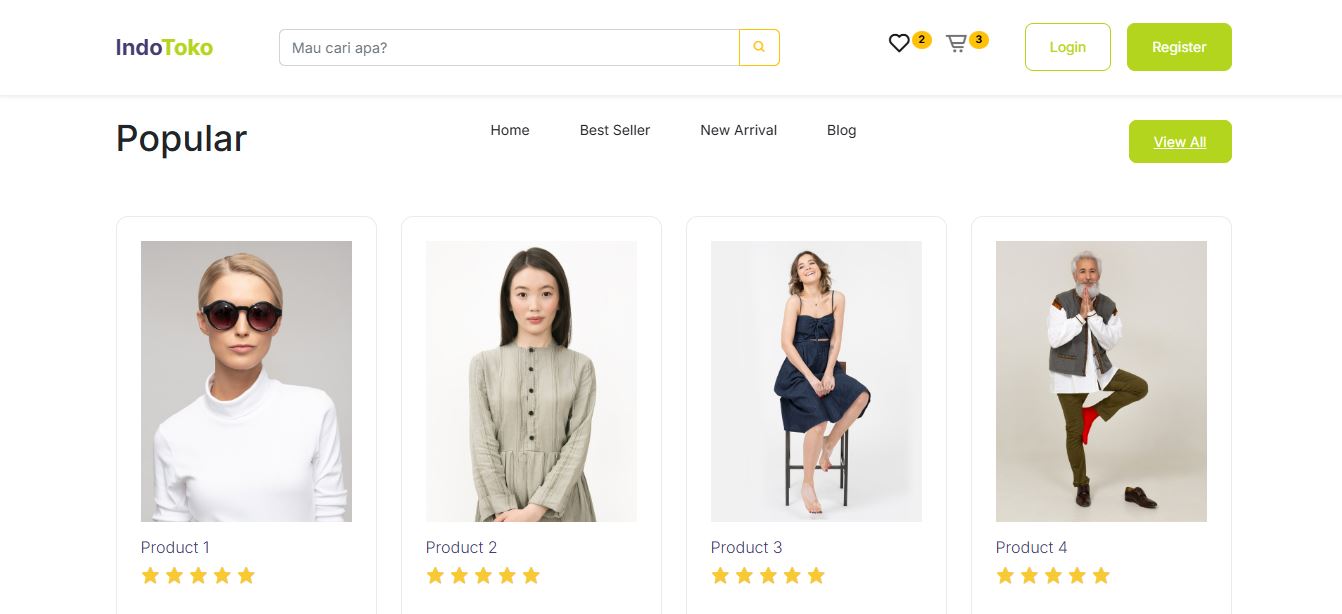 IndoToko
Mau cari apa?
2
3
Login
Register
Popular
Home
Best Seller
New Arrival
Blog
View All
Product 1
Product 2
Product 3
Product 4